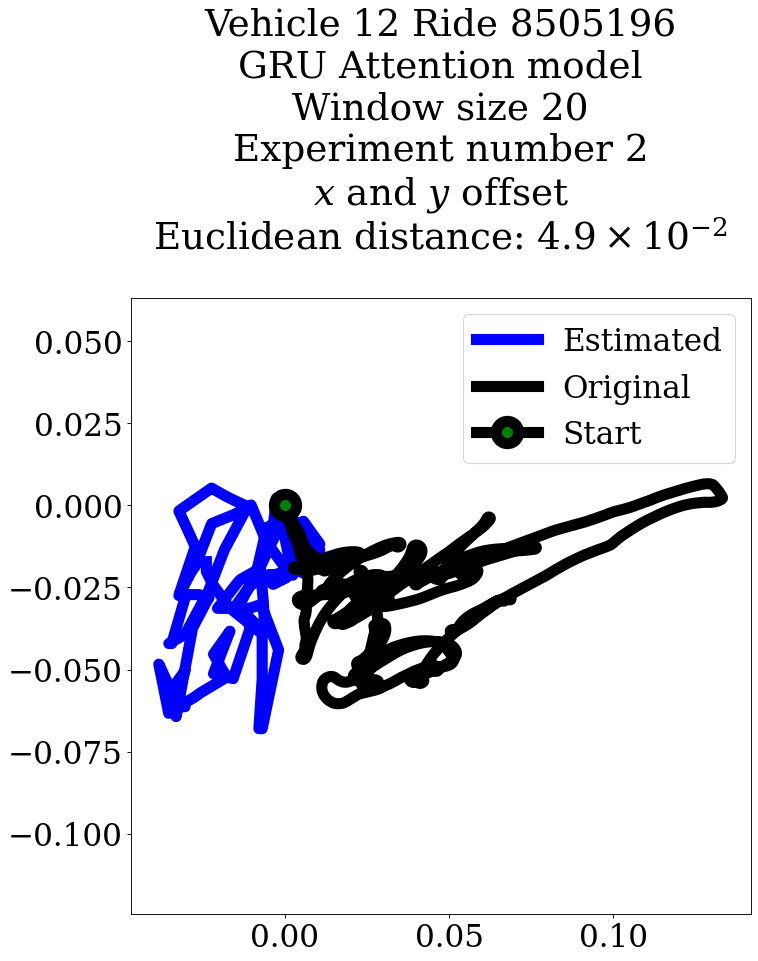 Vehicle 12 Ride 8505196
GRU Attention model
Window size 20
Experiment number 2
x and y offset
Euclidean distance: 4.9 × 10⁻²
Estimated
Original
Start
0.050
0.025
0.000
−0.025
−0.050
−0.075
−0.100
0.00 0.05 0.10